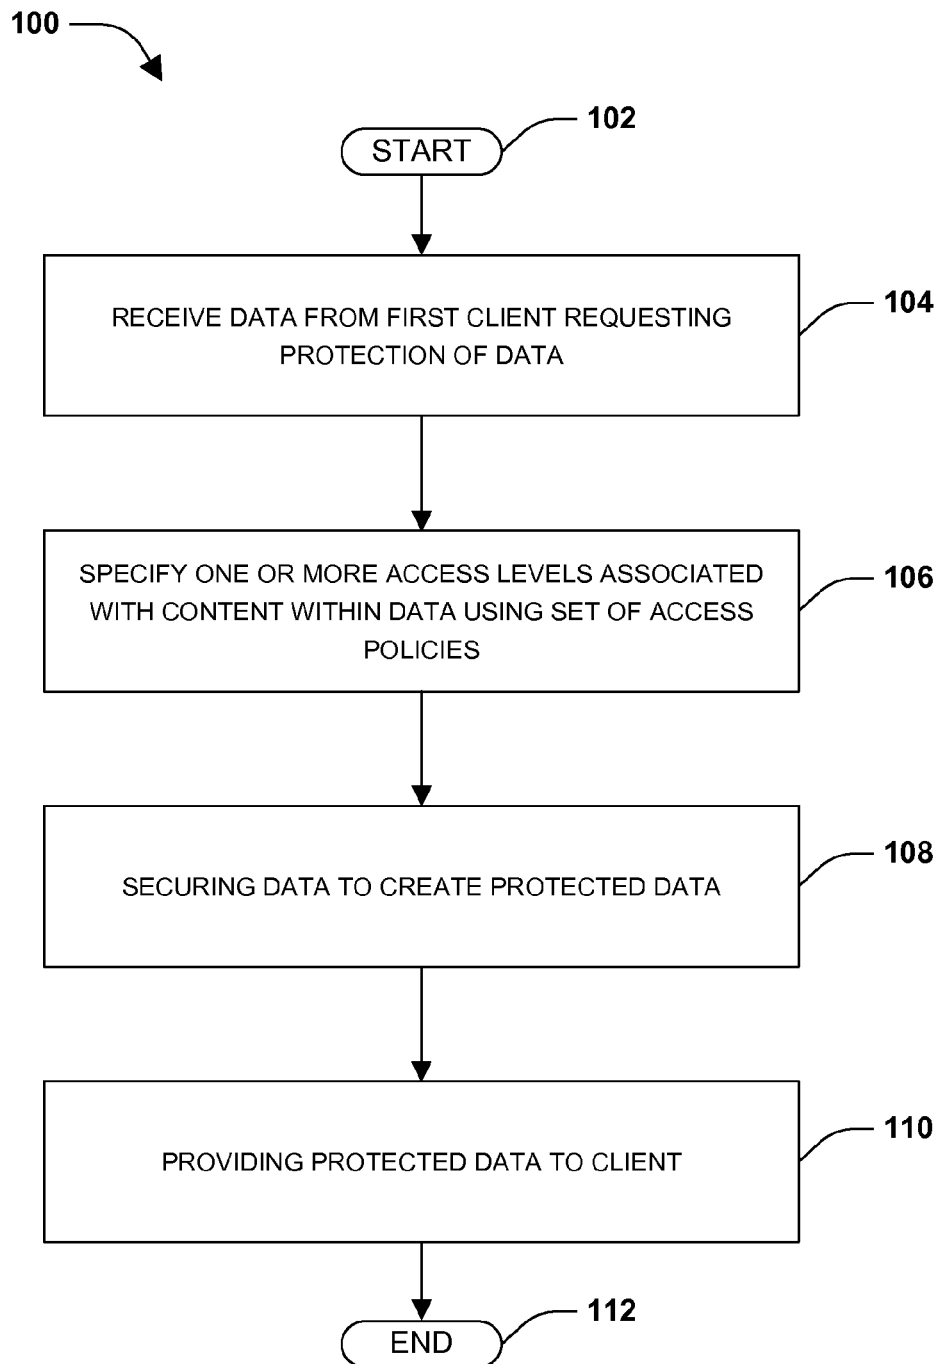 100
102
START
104
RECEIVE DATA FROM FIRST CLIENT REQUESTING
PROTECTION OF DATA
106
SPECIFY ONE OR MORE ACCESS LEVELS ASSOCIATED
WITH CONTENT WITHIN DATA USING SET OF ACCESS
POLICIES
108
SECURING DATA TO CREATE PROTECTED DATA
110
PROVIDING PROTECTED DATA TO CLIENT
112
END